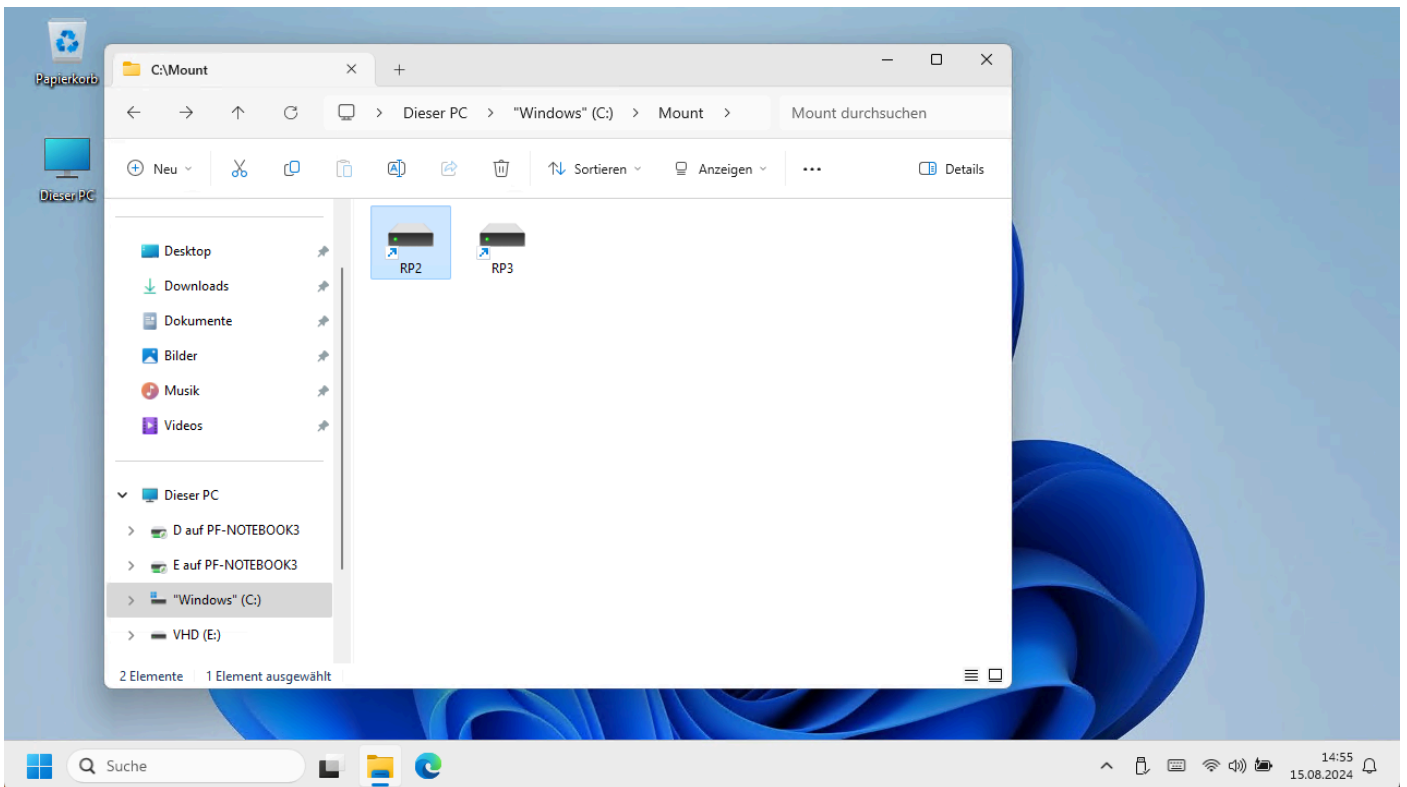 Papierkorb
Dieser PC
C:\Mount
Dieser PC > "Windows" (C:) > Mount >
Mount durchsuchen
Neu
Sortieren
Anzeigen
Details
Desktop
Downloads
Dokumente
Bilder
Musik
Videos
Dieser PC
D auf PF-NOTEBOOK3
E auf PF-NOTEBOOK3
"Windows" (C:)
VHD (E:)
RP2
RP3
2 Elemente
1 Element ausgewählt
Suche
14:55
15.08.2024